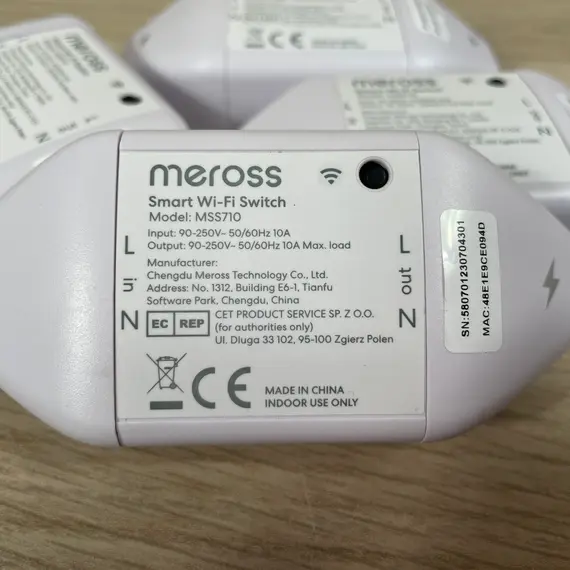 meross
Smart Wi-Fi Switch
Model: MSS710
Input: 90-250V~ 50/60Hz 10A
Output: 90-250V~ 50/60Hz 10A Max. load
Manufacturer:
Chengdu Meross Technology Co., Ltd.
Address: No. 1312, Building E6-1, Tianfu
Software Park, Chengdu, China
EC REP
CET PRODUCT SERVICE SP. Z O.O.
(for authorities only)
Ul. Dluga 33 102, 95-100 Zgierz Polen
CE
MADE IN CHINA
INDOOR USE ONLY
L
in
N
L
out
N
SN:580701230704301
MAC:48E1E9CE094D
meross
N
meross
L
N
CE